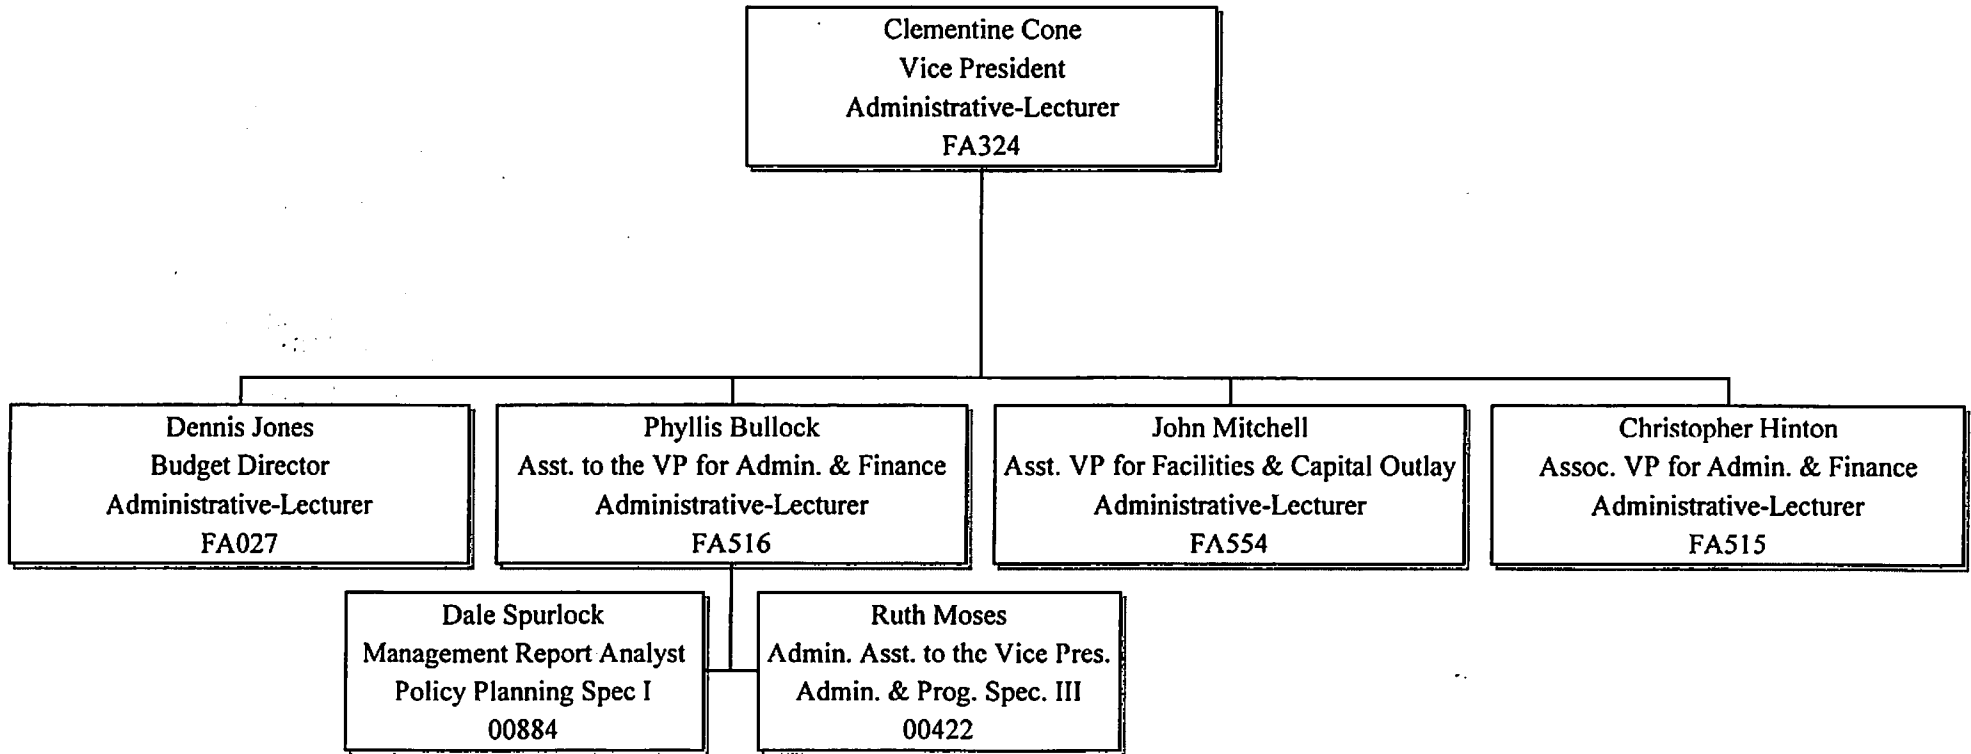 Clementine Cone
Vice President
Administrative-Lecturer
FA324
Dennis Jones
Budget Director
Administrative-Lecturer
FA027
Phyllis Bullock
Asst. to the VP for Admin. & Finance
Administrative-Lecturer
FA516
John Mitchell
Asst. VP for Facilities & Capital Outlay
Administrative-Lecturer
FA554
Christopher Hinton
Assoc. VP for Admin. & Finance
Administrative-Lecturer
FA515
Dale Spurlock
Management Report Analyst
Policy Planning Spec I
00884
Ruth Moses
Admin. Asst. to the Vice Pres.
Admin. & Prog. Spec. III
00422